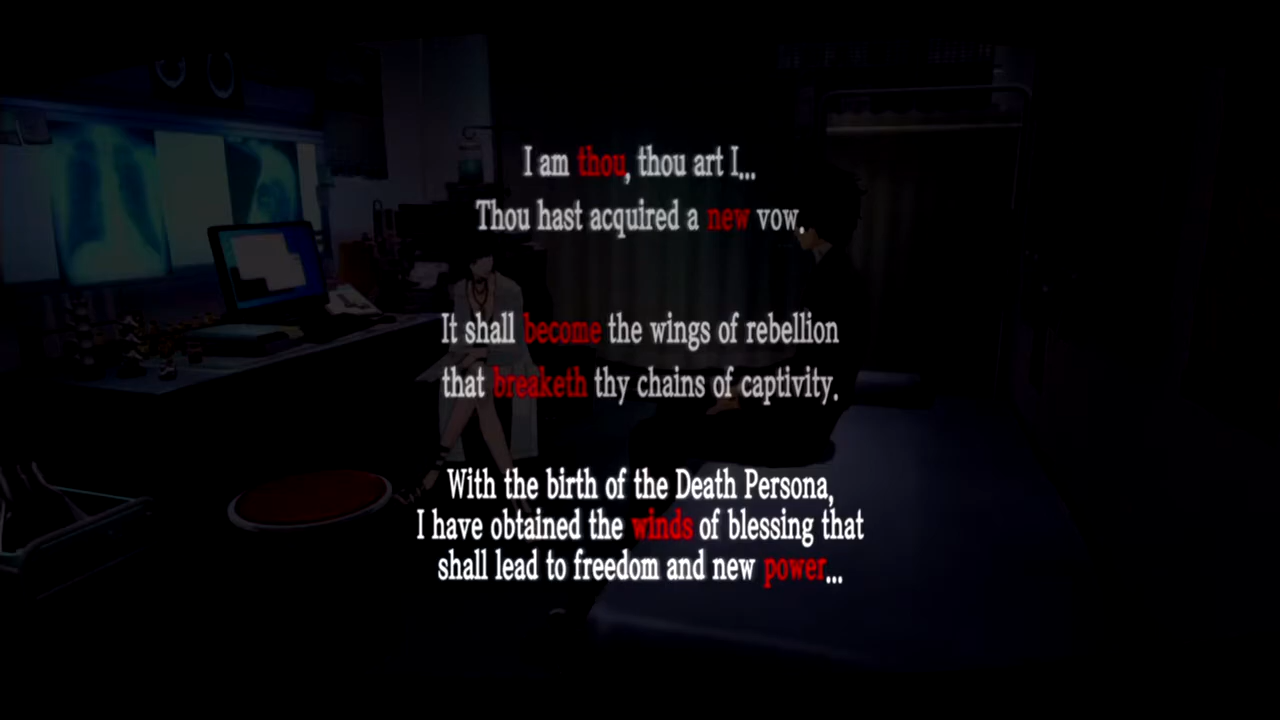 I am thou, thou art I...
Thou hast acquired a new vow.
It shall become the wings of rebellion
that breaketh thy chains of captivity.
With the birth of the Death Persona,
I have obtained the winds of blessing that
shall lead to freedom and new power...